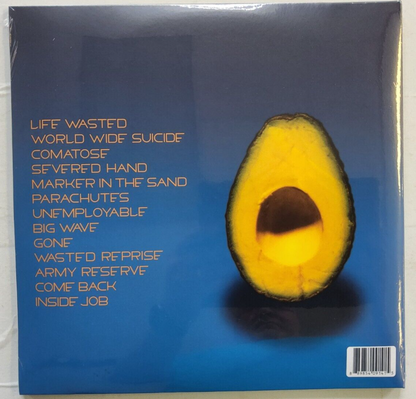 LIFE WASTED
WORLD WIDE SUICIDE
COMATOSE
SEVERED HAND
MARKER IN THE SAND
PARACHUTES
UNEMPLOYABLE
BIG WAVE
GONE
WASTED REPRISE
ARMY RESERVE
COME BACK
INSIDE JOB